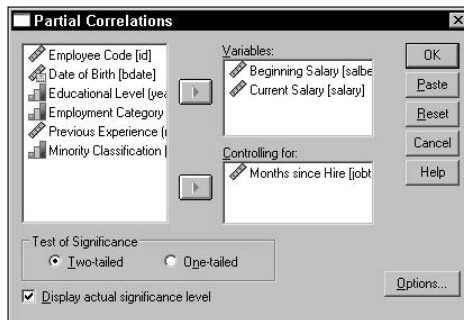 Partial Correlations
Employee Code [id]
Date of Birth [bdate]
Educational Level (yea
Employment Category
Previous Experience (
Minority Classification [
Variables:
Beginning Salary [salbe
Current Salary [salary]
Controlling for:
Months since Hire [jobt
OK
Paste
Reset
Cancel
Help
Test of Significance
Two-tailed
One-tailed
Display actual significance level
Options...